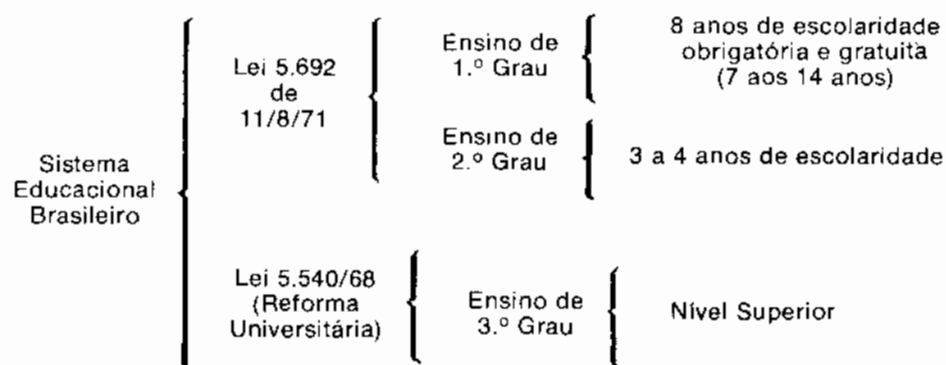 Sistema
Educacional
Brasileiro
Lei 5.692
de
11/8/71
Ensino de
1.º Grau
8 anos de escolaridade
obrigatória e gratuita
(7 aos 14 anos)
Ensino de
2.º Grau
3 a 4 anos de escolaridade
Lei 5.540/68
(Reforma
Universitária)
Ensino de
3.º Grau
Nível Superior